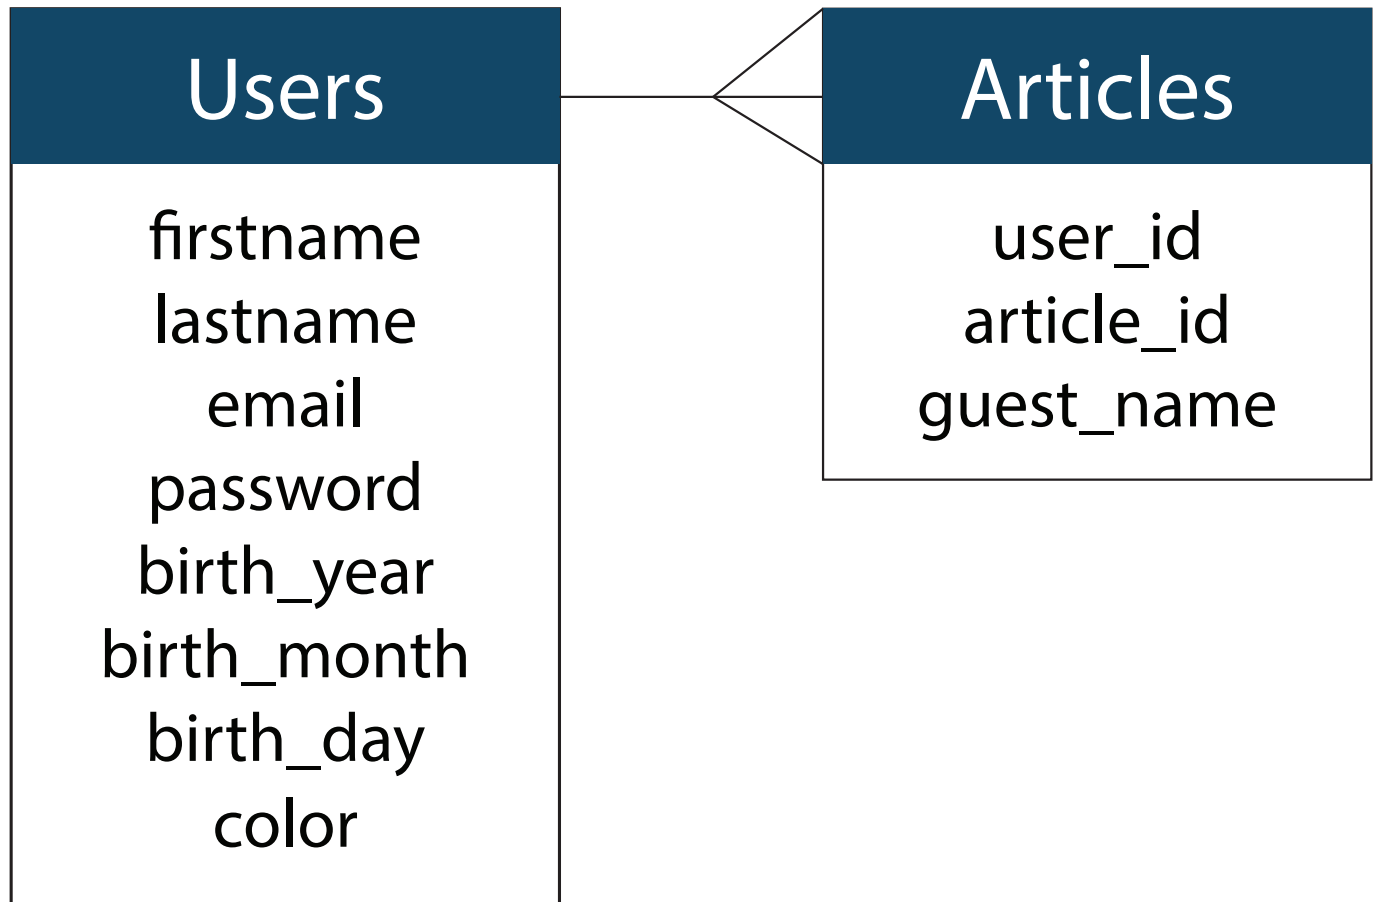 Users
firstname
lastname
email
password
birth_year
birth_month
birth_day
color
Articles
user_id
article_id
guest_name